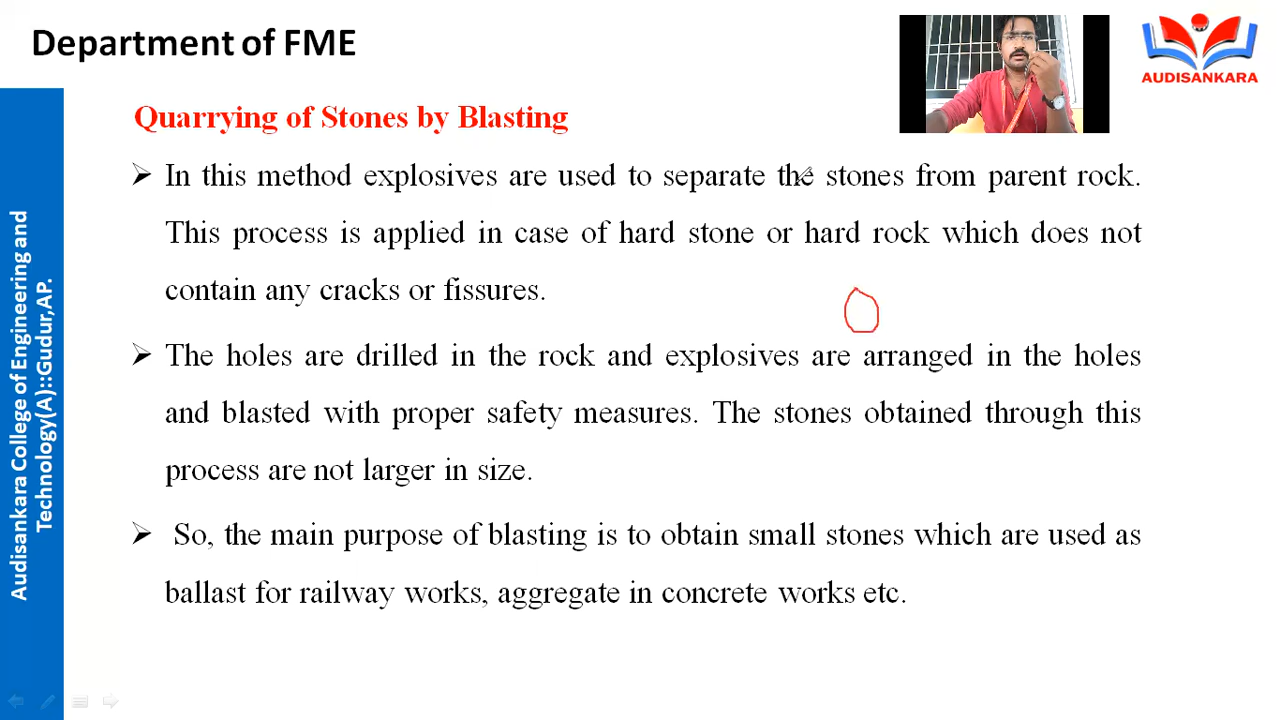 Department of FME
AUDISANKARA
Audisankara College of Engineering and
Technology(A)::Gudur,AP.
Quarrying of Stones by Blasting
➢ In this method explosives are used to separate the stones from parent rock.
This process is applied in case of hard stone or hard rock which does not
contain any cracks or fissures.
➢ The holes are drilled in the rock and explosives are arranged in the holes
and blasted with proper safety measures. The stones obtained through this
process are not larger in size.
➢ So, the main purpose of blasting is to obtain small stones which are used as
ballast for railway works, aggregate in concrete works etc.